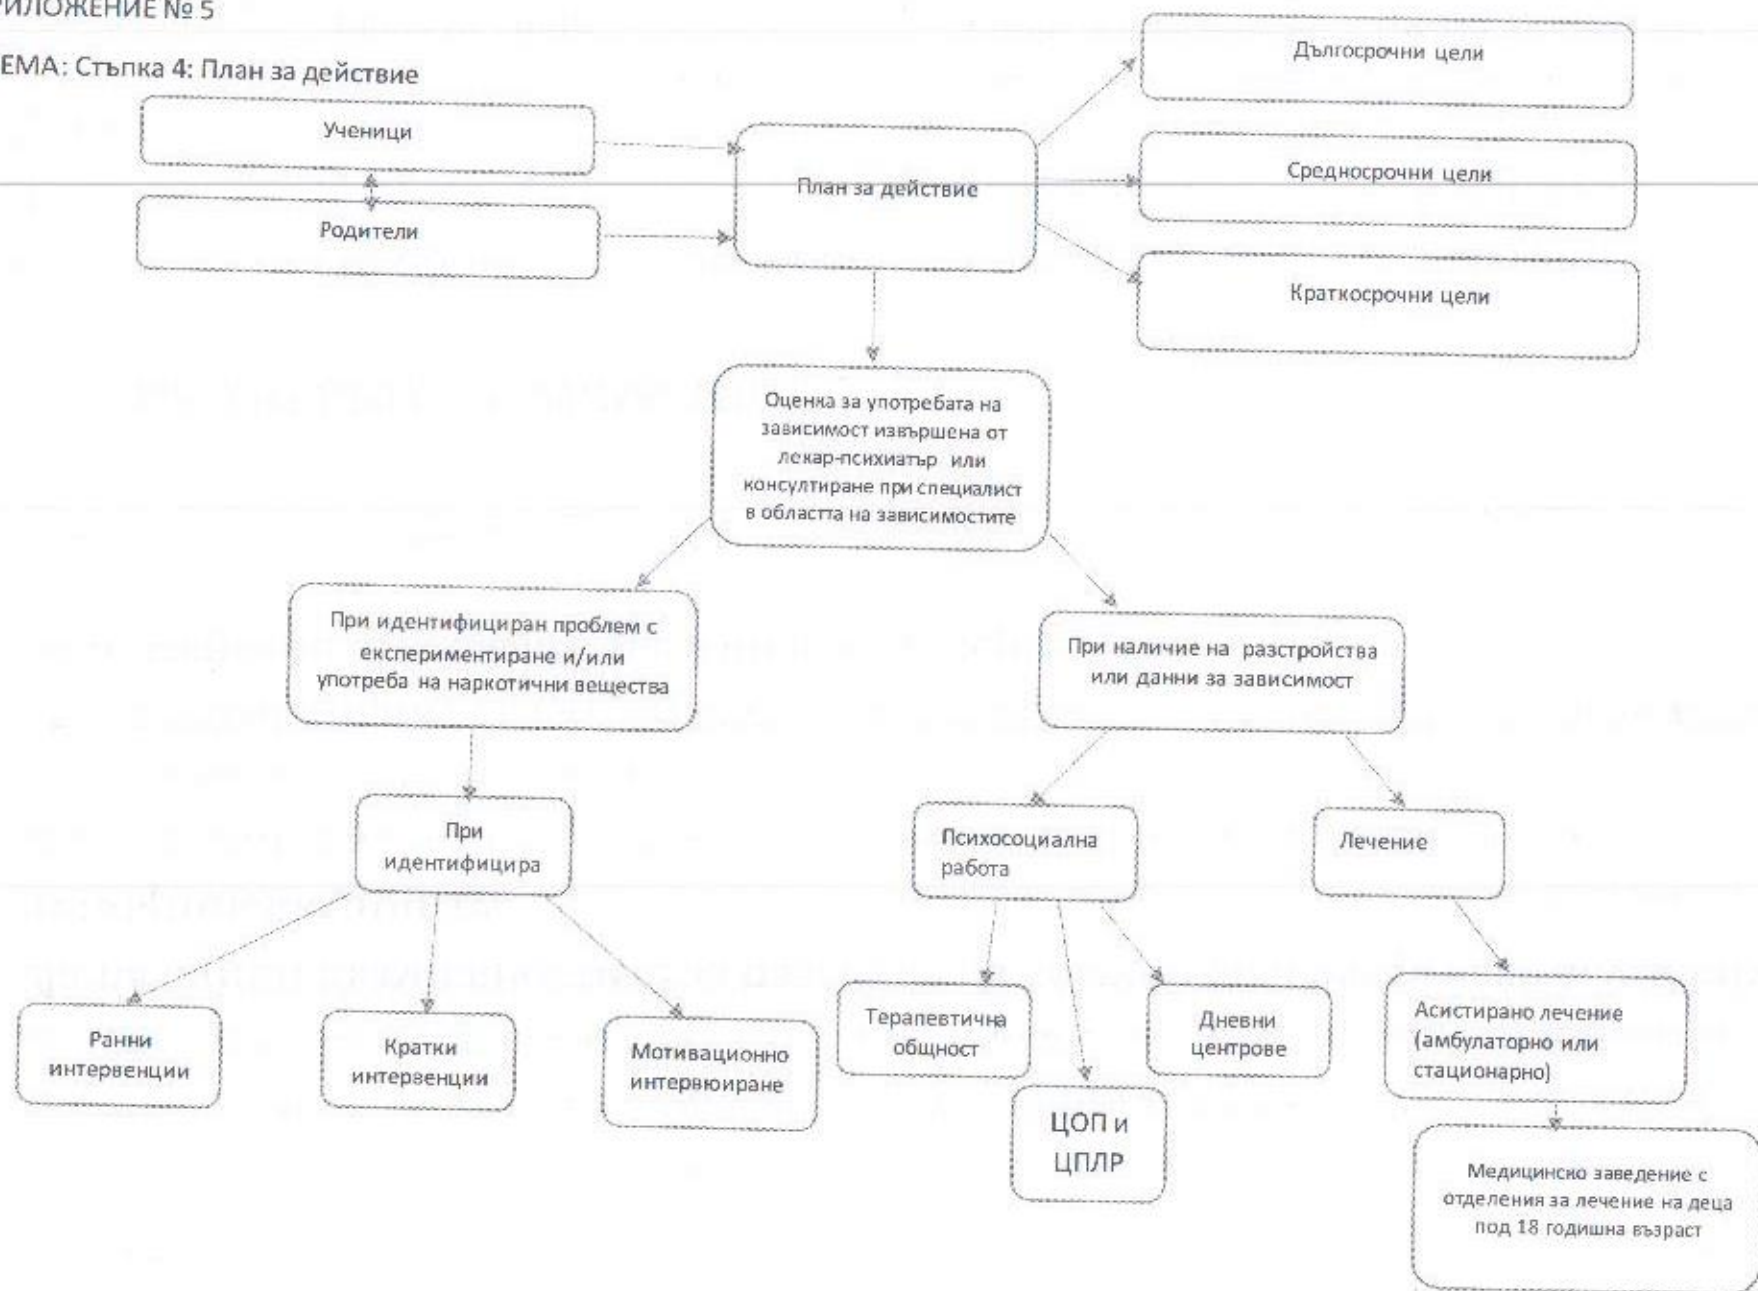 РИЛОЖЕНИЕ № 5
ЕМА: Стъпка 4: План за действие
Ученици
Родители
План за действие
Дългосрочни цели
Средносрочни цели
Краткосрочни цели
Оценка за употребата на
зависимост извършена от
лекар-психиатър или
консултиране при специалист
в областта на зависимостите
При идентифициран проблем с
експериментиране и/или
употреба на наркотични вещества
При наличие на разстройства
или данни за зависимост
При
идентифицира
Психосоциална
работа
Лечение
Ранни
интервенции
Кратки
интервенции
Мотивационно
интервюиране
Терапевтична
общност
ЦОП и
ЦПЛР
Дневни
центрове
Асистирано лечение
(амбулаторно или
стационарно)
Медицинско заведение с
отделения за лечение на деца
под 18 годишна възраст